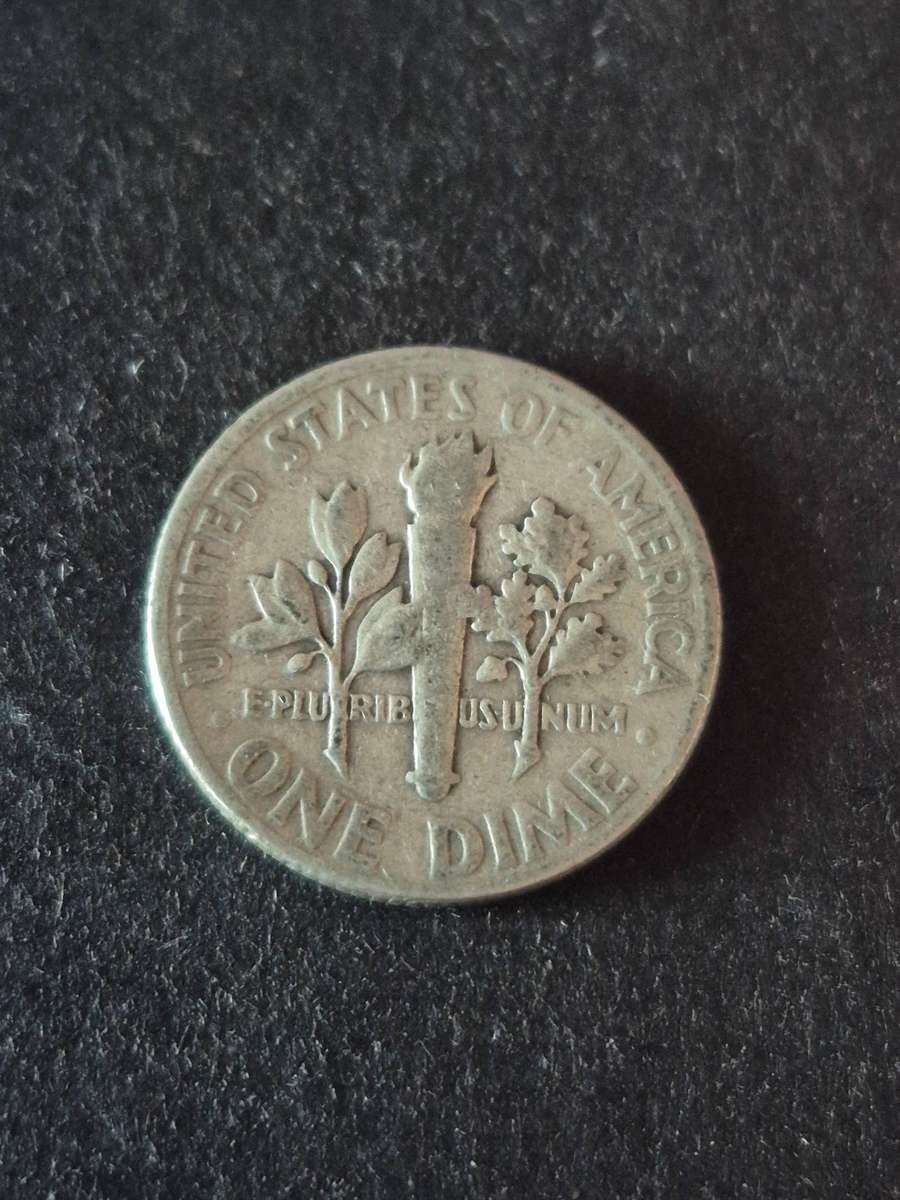 UNITED STATES OF AMERICA
E·PLURIBUS·UNUM
ONE DIME